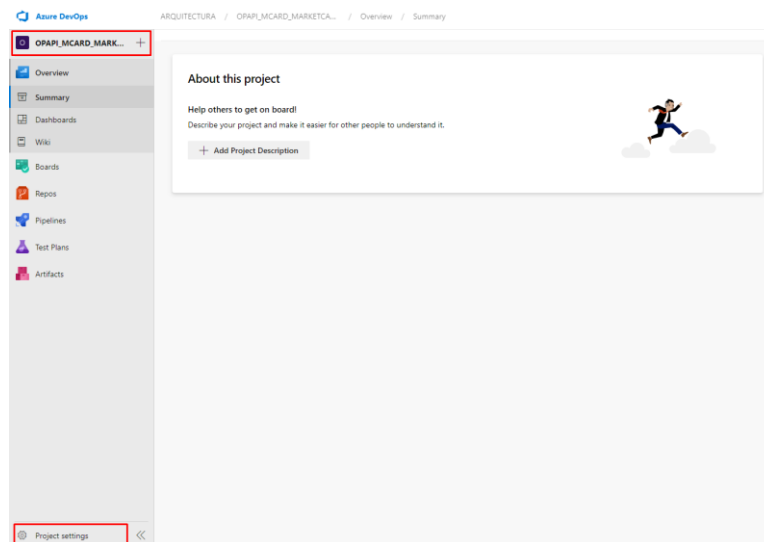 Azure DevOps
ARQUITECTURA / OPAPI_MCARD_MARKETCA... / Overview / Summary
O OPAPI_MCARD_MARK... +
Overview
Summary
Dashboards
Wiki
Boards
Repos
Pipelines
Test Plans
Artifacts
About this project
Help others to get on board!
Describe your project and make it easier for other people to understand it.
+ Add Project Description
Project settings